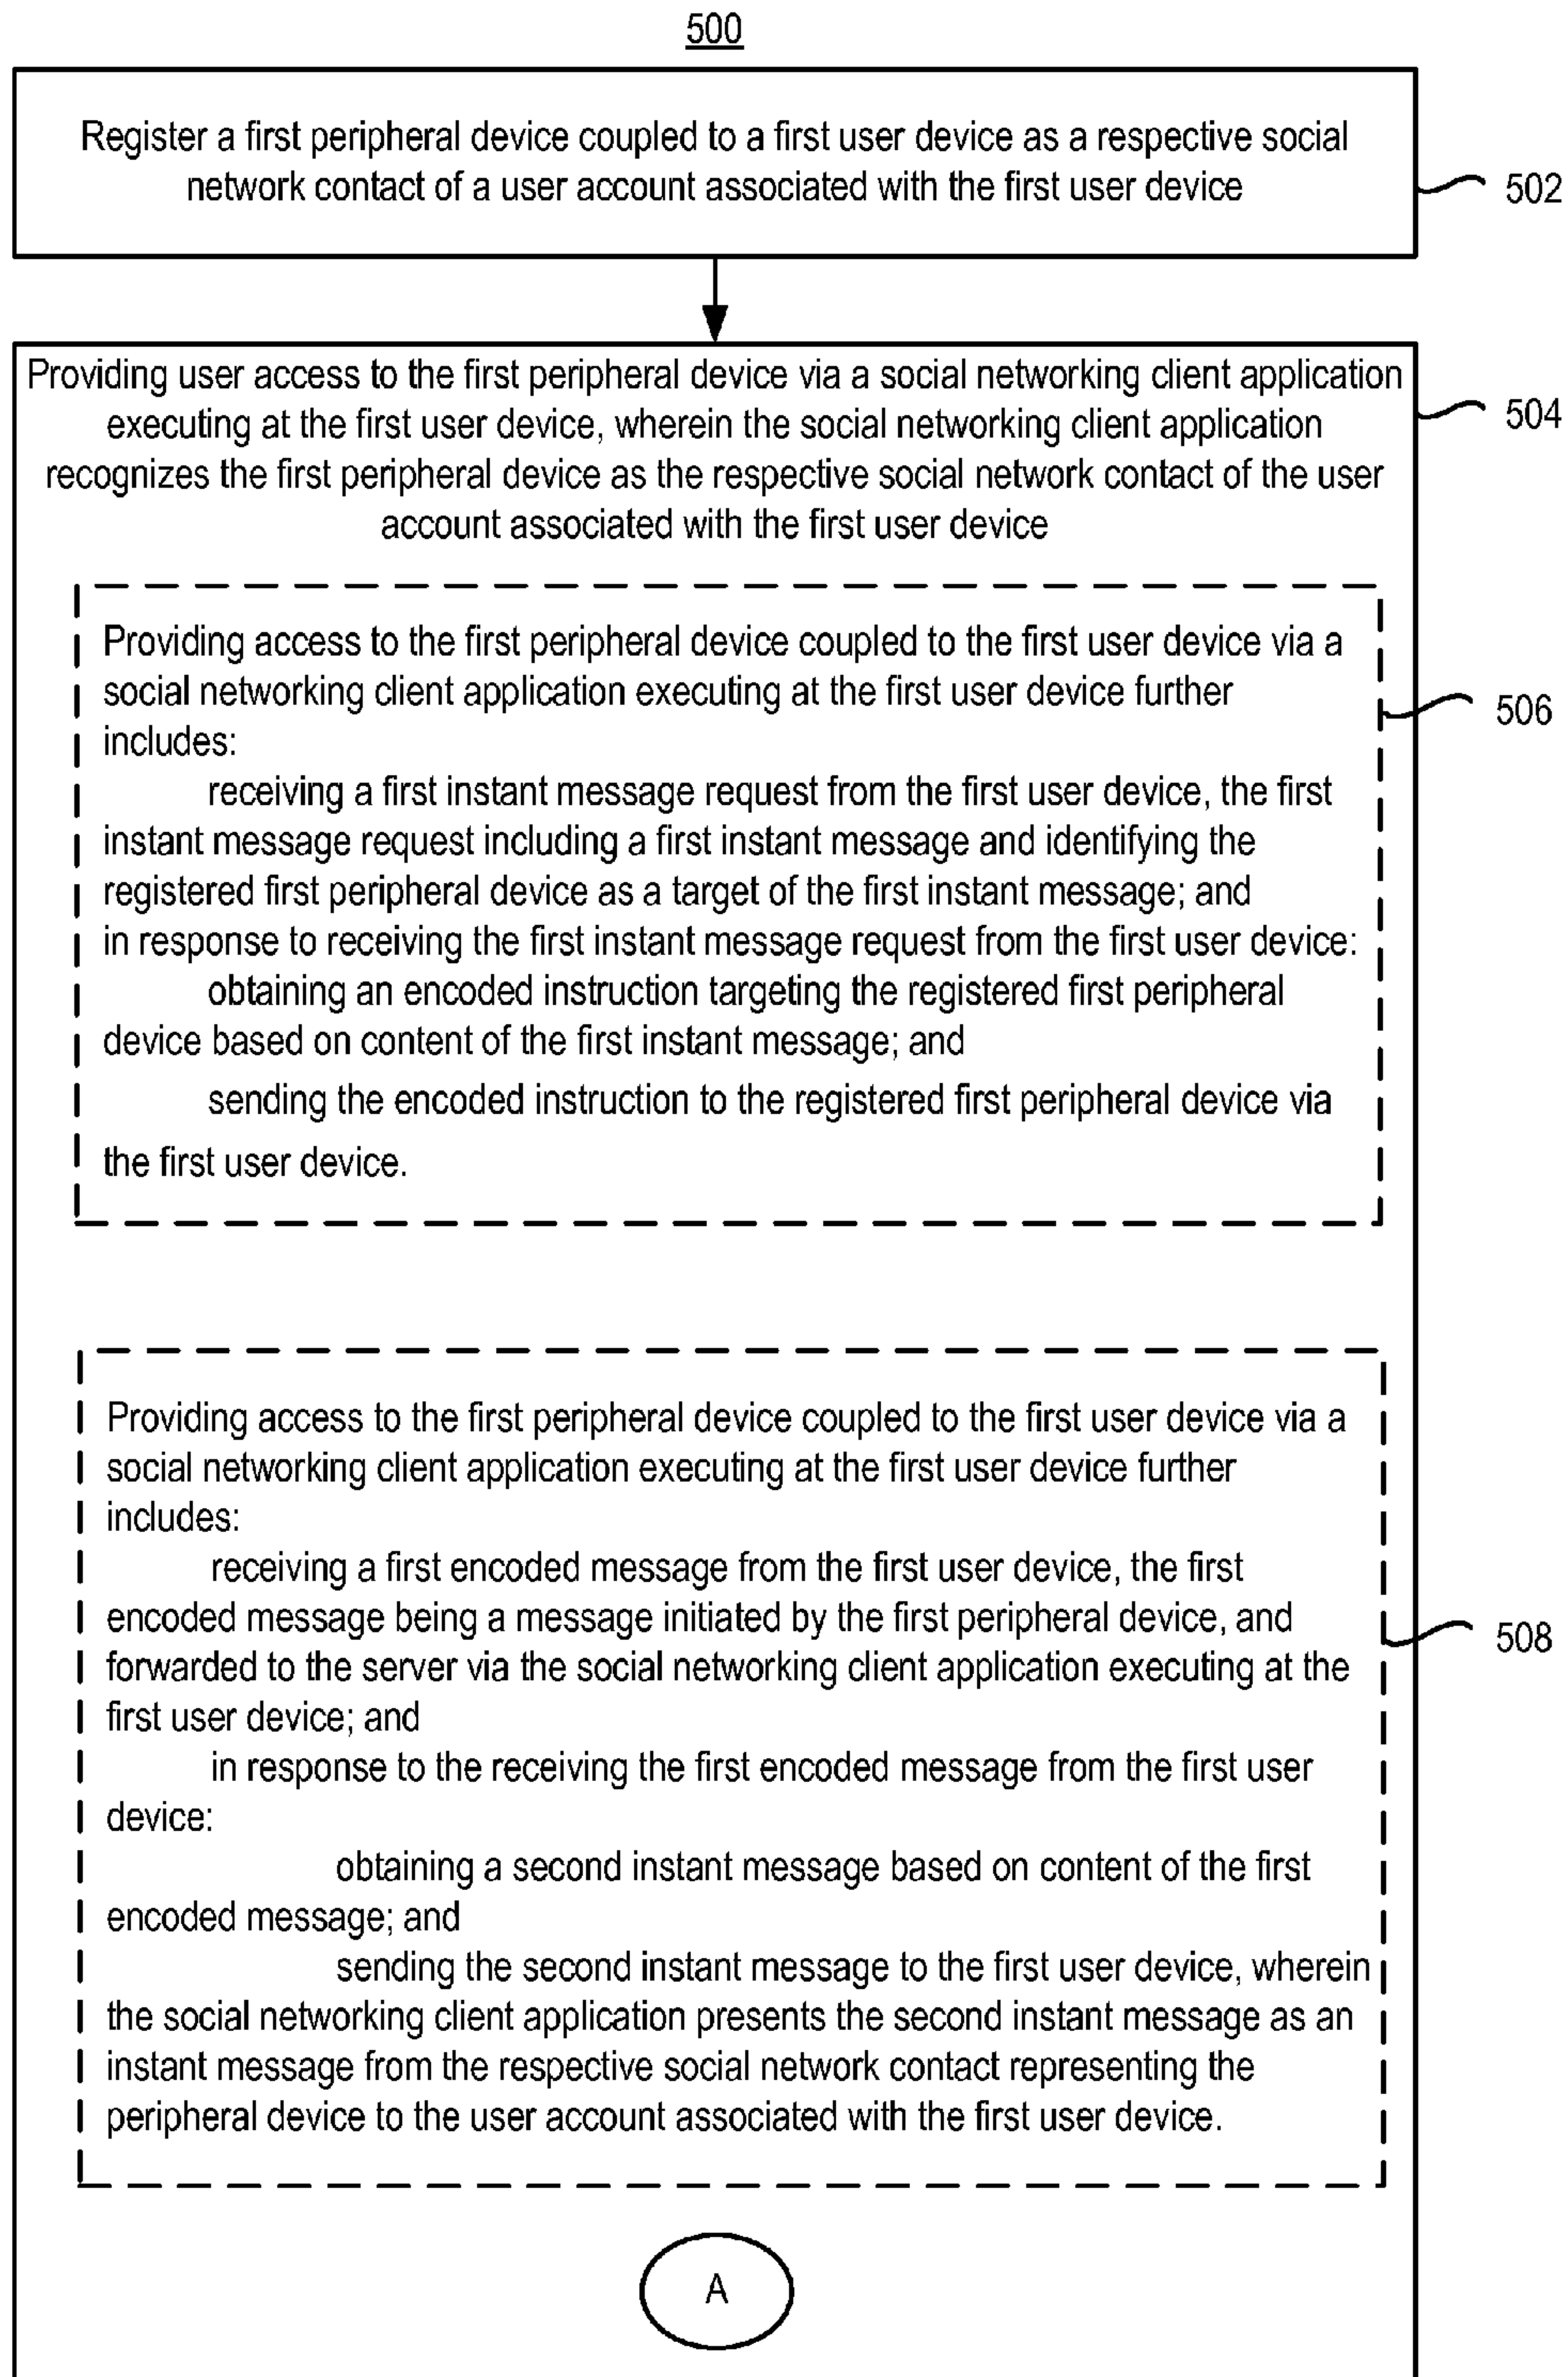 500
Register a first peripheral device coupled to a first user device as a respective social
network contact of a user account associated with the first user device
502
Providing user access to the first peripheral device via a social networking client application
executing at the first user device, wherein the social networking client application
recognizes the first peripheral device as the respective social network contact of the user
account associated with the first user device
504
Providing access to the first peripheral device coupled to the first user device via a
social networking client application executing at the first user device further
includes:
receiving a first instant message request from the first user device, the first
instant message request including a first instant message and identifying the
registered first peripheral device as a target of the first instant message; and
in response to receiving the first instant message request from the first user device:
obtaining an encoded instruction targeting the registered first peripheral
device based on content of the first instant message; and
sending the encoded instruction to the registered first peripheral device via
the first user device.
506
Providing access to the first peripheral device coupled to the first user device via a
social networking client application executing at the first user device further
includes:
receiving a first encoded message from the first user device, the first
encoded message being a message initiated by the first peripheral device, and
forwarded to the server via the social networking client application executing at the
first user device; and
in response to the receiving the first encoded message from the first user
device:
obtaining a second instant message based on content of the first
encoded message; and
sending the second instant message to the first user device, wherein
the social networking client application presents the second instant message as an
instant message from the respective social network contact representing the
peripheral device to the user account associated with the first user device.
508
A